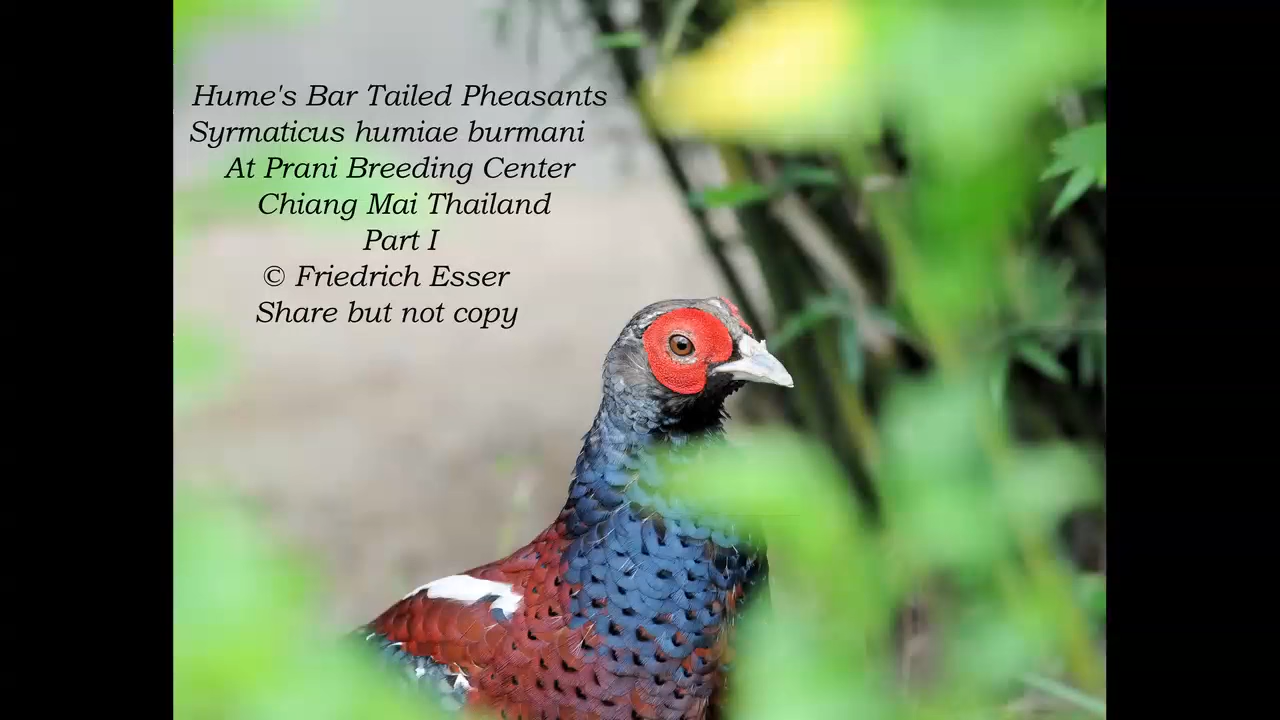 Hume's Bar Tailed Pheasants
Syrmaticus humiae burmani
At Prani Breeding Center
Chiang Mai Thailand
Part I
© Friedrich Esser
Share but not copy